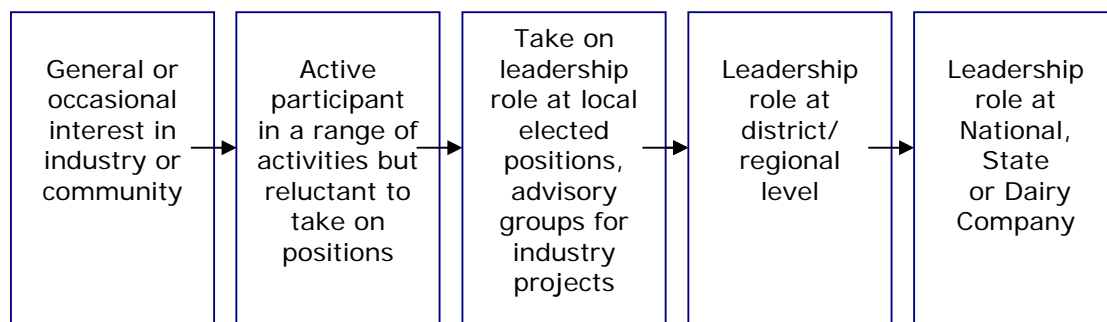 General or
occasional
interest in
industry or
community
Active
participant
in a range of
activities but
reluctant to
take on
positions
Take on
leadership
role at local
elected
positions,
advisory
groups for
industry
projects
Leadership
role at
district/
regional
level
Leadership
role at
National,
State
or Dairy
Company